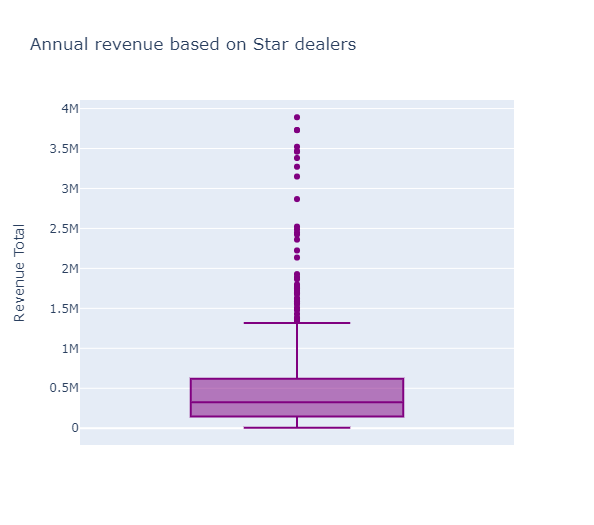 Annual revenue based on Star dealers
4M
3.5M
3M
2.5M
2M
1.5M
1M
0.5M
0
Revenue Total